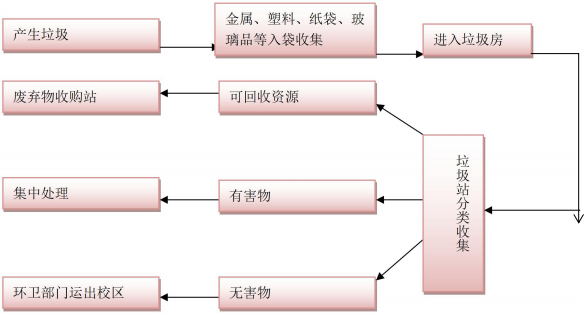 产生垃圾
金属、塑料、纸袋、玻
璃品等入袋收集
进入垃圾房
废弃物收购站
可回收资源
垃圾站分类收集
集中处理
有害物
环卫部门运出校区
无害物